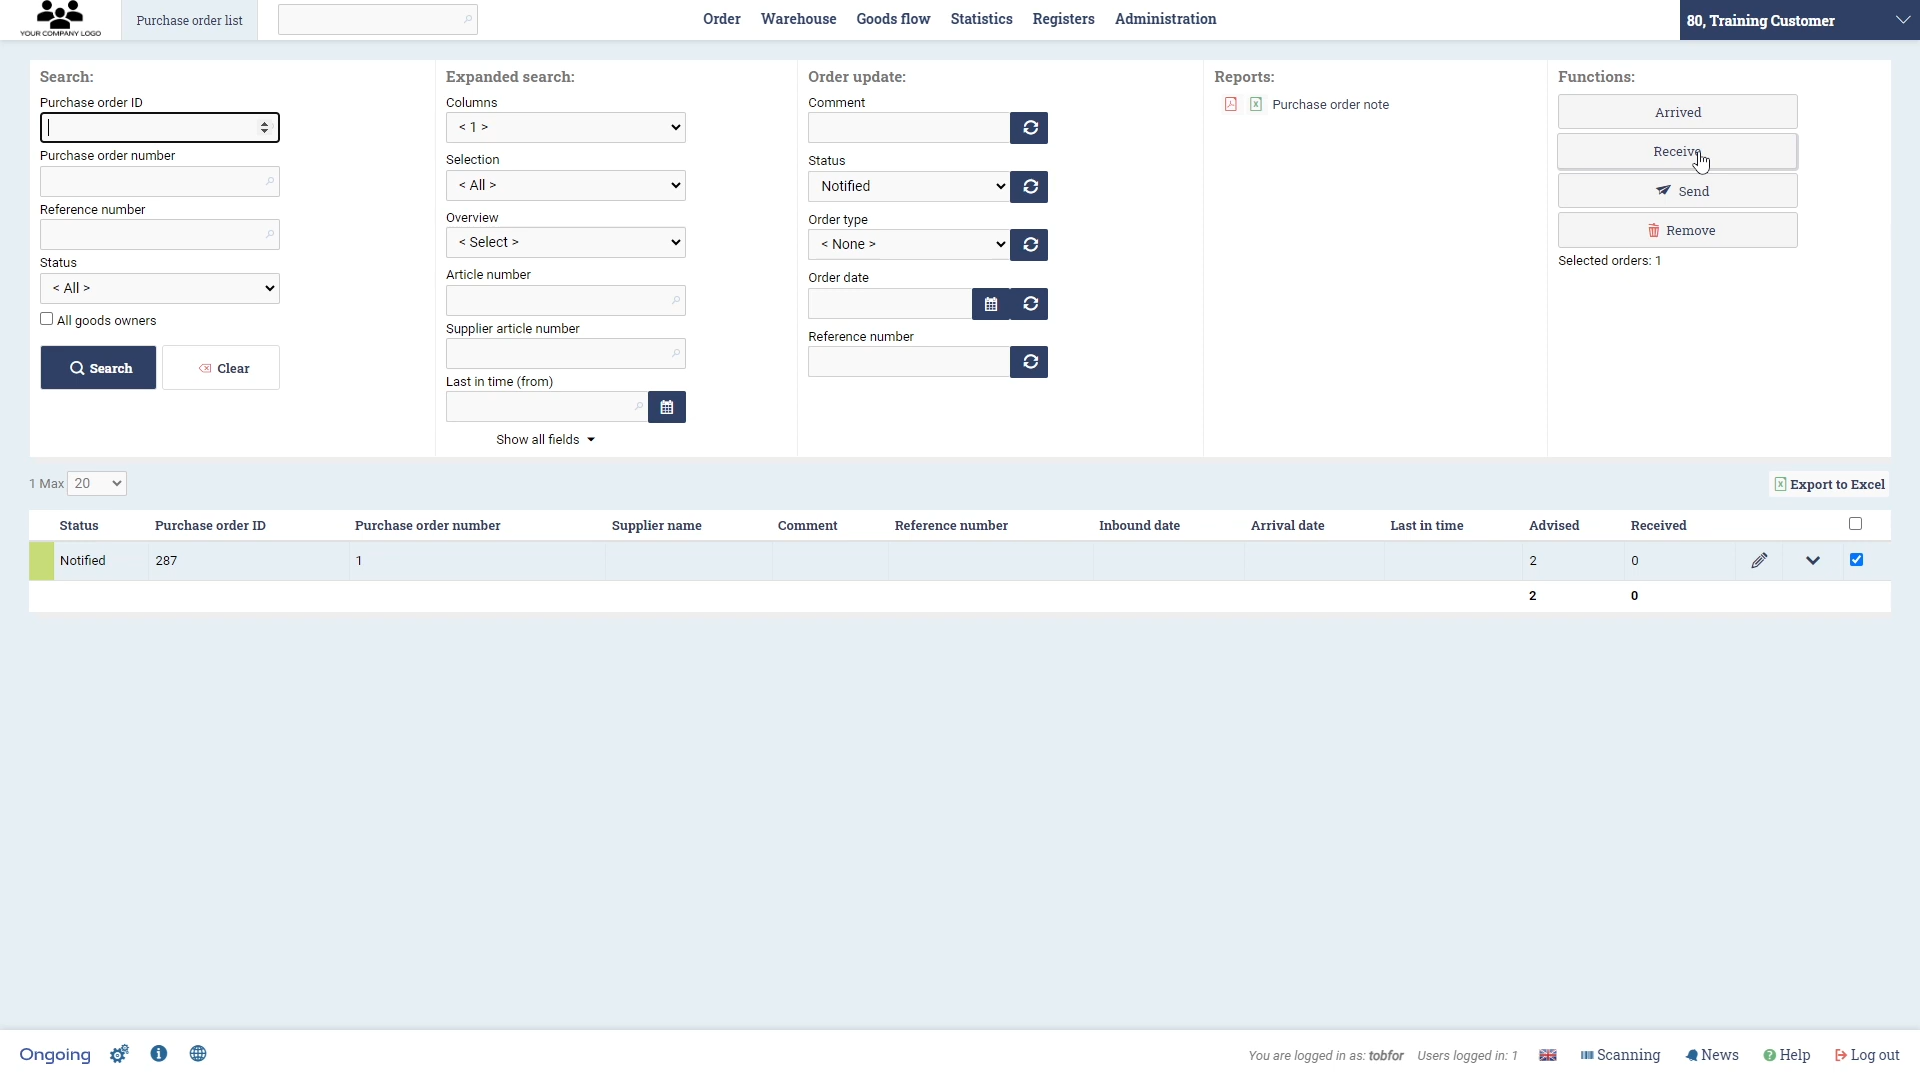 YOUR COMPANY LOGO
Purchase order list
Order Warehouse Goods flow Statistics Registers Administration
80, Training Customer
Search:
Purchase order ID
Purchase order number
Reference number
Status
< All >
All goods owners
Search
Clear
Expanded search:
Columns
< 1 >
Selection
< All >
Overview
< Select >
Article number
Supplier article number
Last in time (from)
Show all fields
Order update:
Comment
Status
Notified
Order type
< None >
Order date
Reference number
Reports:
Purchase order note
Functions:
Arrived
Receive
Send
Remove
Selected orders: 1
1 Max 20
Export to Excel
Status Purchase order ID Purchase order number Supplier name Comment Reference number Inbound date Arrival date Last in time Advised Received
Notified 287 1 2 0
2 0
Ongoing
You are logged in as: tobfor Users logged in: 1
Scanning
News
Help
Log out